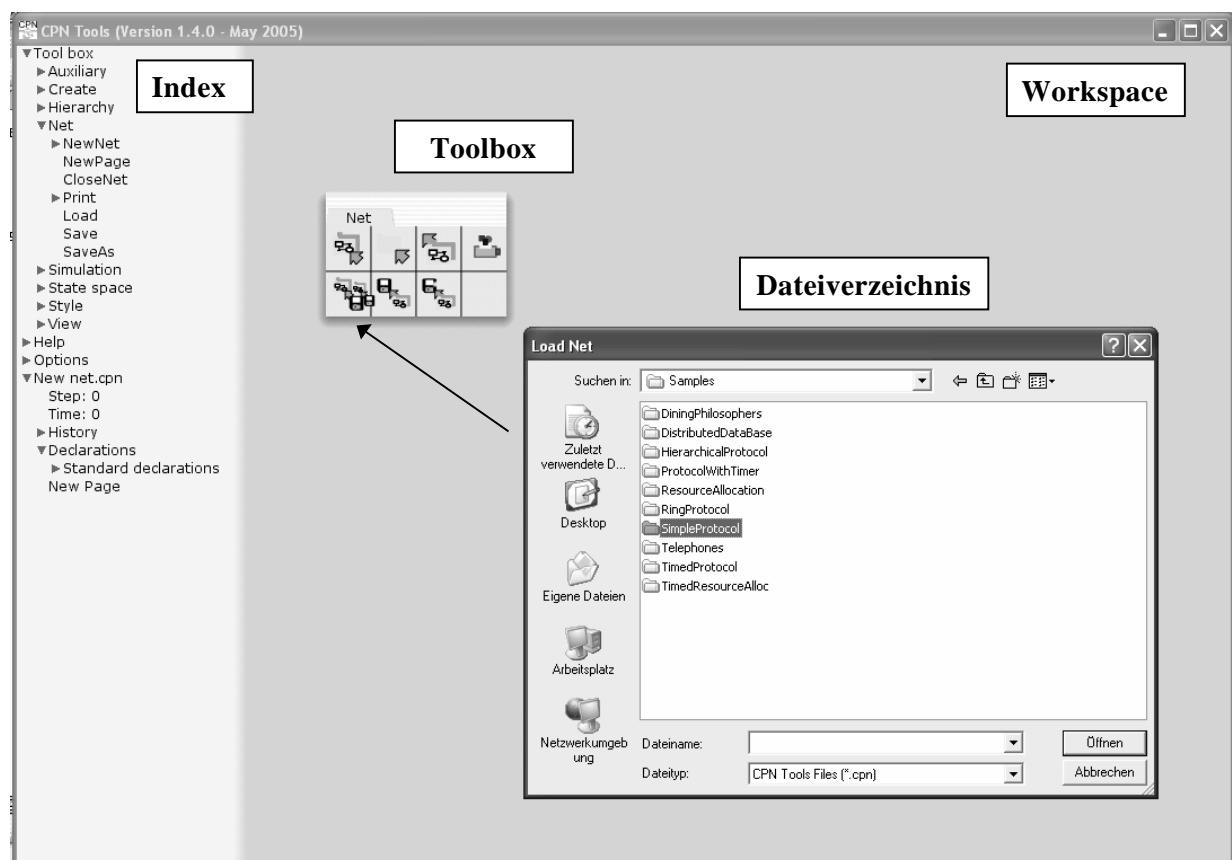 CPN Tools (Version 1.4.0 - May 2005)
Tool box
Auxiliary
Create
Hierarchy
Net
NewNet
NewPage
CloseNet
Print
Load
Save
SaveAs
Simulation
State space
Style
View
Help
Options
New net.cpn
Step: 0
Time: 0
History
Declarations
Standard declarations
New Page
Index
Workspace
Toolbox
Net
Dateiverzeichnis
Load Net
Suchen in:
Samples
Zuletzt
verwendete D...
Desktop
Eigene Dateien
Arbeitsplatz
Netzwerkumgeb
ung
DiningPhilosophers
DistributedDataBase
HierarchicalProtocol
ProtocolWithTimer
ResourceAllocation
RingProtocol
SimpleProtocol
Telephones
TimedProtocol
TimedResourceAlloc
Dateiname:
Öffnen
Dateityp:
CPN Tools Files (*.cpn)
Abbrechen